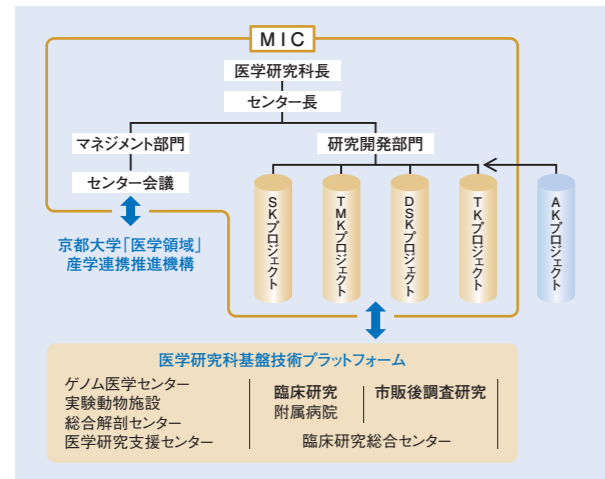 MIC
医学研究科長
センター長
マネジメント部門
研究開発部門
センター会議
SKプロジェクト
TMKプロジェクト
DSKプロジェクト
TKプロジェクト
AKプロジェクト
京都大学「医学領域」
産学連携推進機構
医学研究科基盤技術プラットフォーム
ゲノム医学センター
実験動物施設
総合解剖センター
医学研究支援センター
臨床研究
附属病院
市販後調査研究
臨床研究総合センター